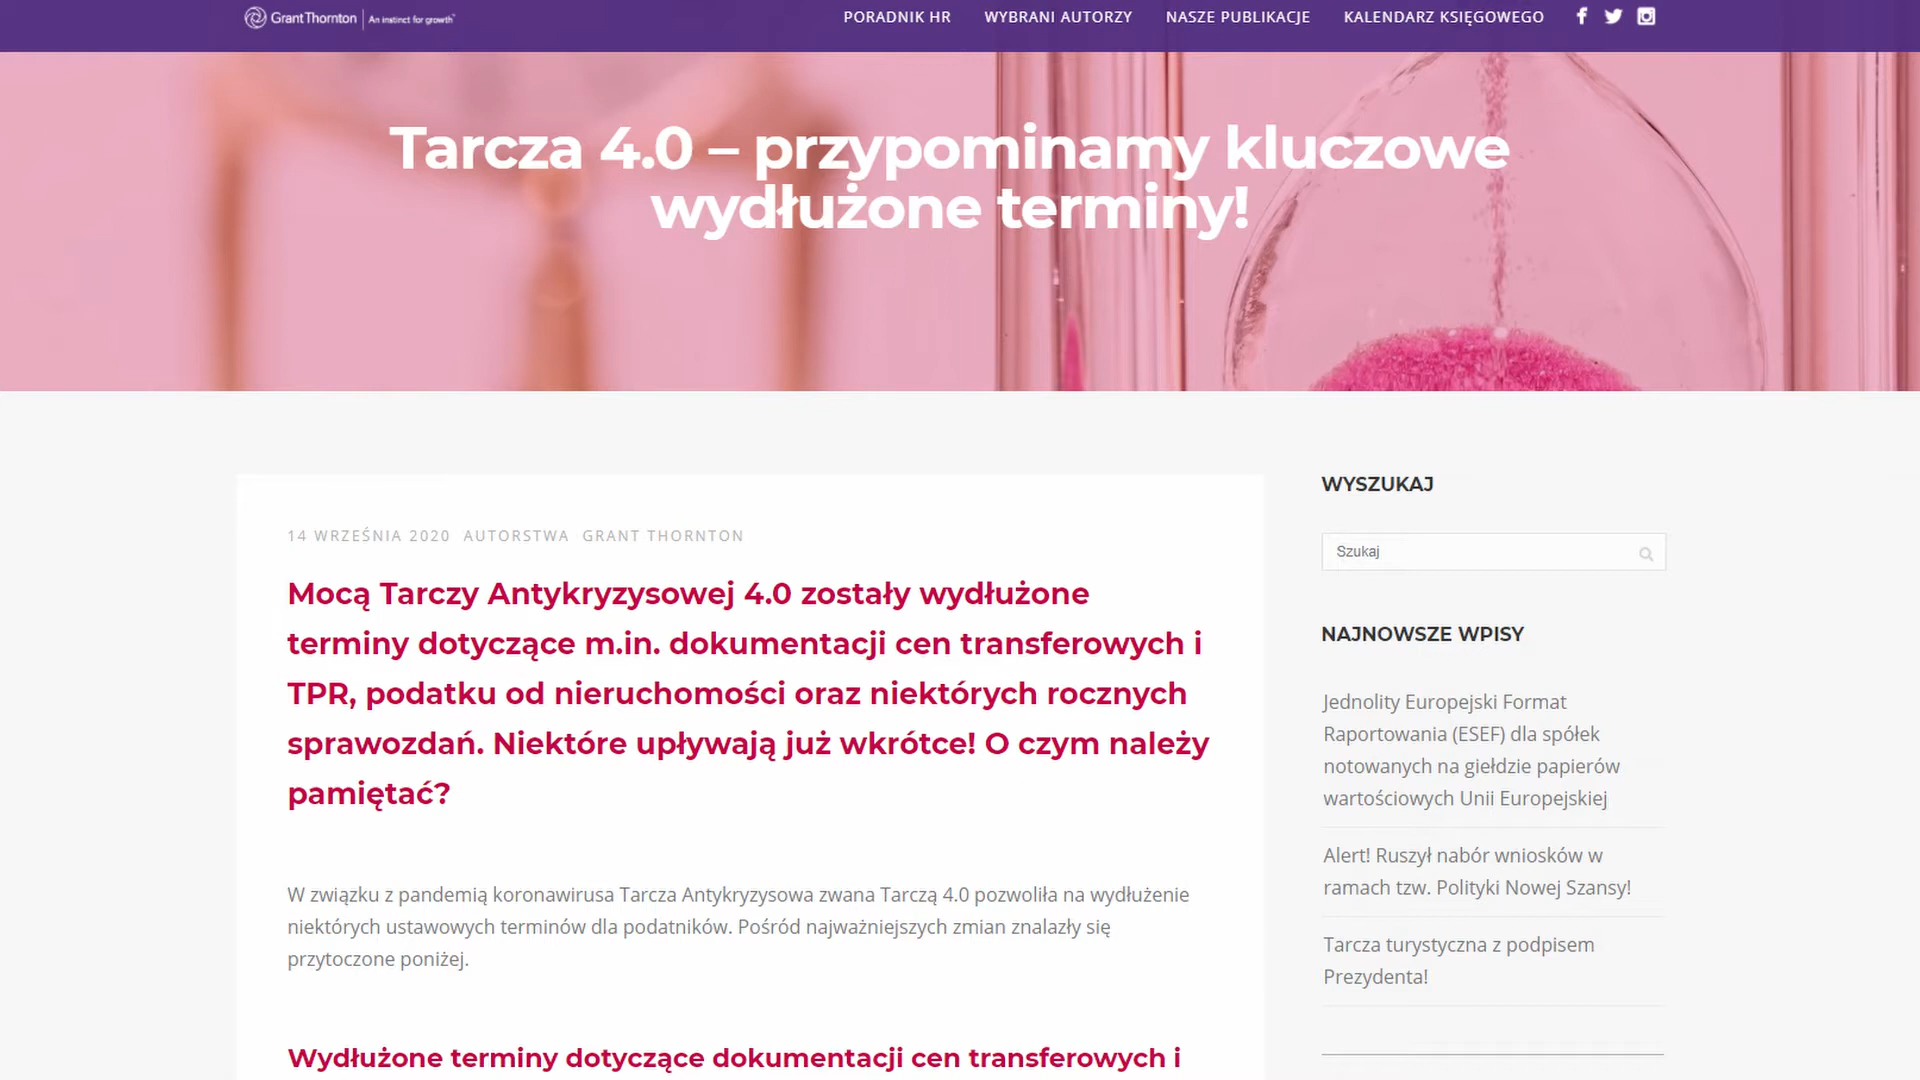 Grant Thornton | An instinct for growth
PORADNIK HR WYBRANI AUTORZY NASZE PUBLIKACJE KALENDARZ KSIĘGOWEGO
Tarcza 4.0 – przypominamy kluczowe
wydłużone terminy!
14 WRZEŚNIA 2020 AUTORSTWA GRANT THORNTON
Mocą Tarczy Antykryzysowej 4.0 zostały wydłużone
terminy dotyczące m.in. dokumentacji cen transferowych i
TPR, podatku od nieruchomości oraz niektórych rocznych
sprawozdań. Niektóre upływają już wkrótce! O czym należy
pamiętać?
W związku z pandemią koronawirusa Tarcza Antykryzysowa zwana Tarczą 4.0 pozwoliła na wydłużenie
niektórych ustawowych terminów dla podatników. Pośród najważniejszych zmian znalazły się
przytoczone poniżej.
Wydłużone terminy dotyczące dokumentacji cen transferowych i
WYSZUKAJ
Szukaj
NAJNOWSZE WPISY
Jednolity Europejski Format
Raportowania (ESEF) dla spółek
notowanych na giełdzie papierów
wartościowych Unii Europejskiej
Alert! Ruszył nabór wniosków w
ramach tzw. Polityki Nowej Szansy!
Tarcza turystyczna z podpisem
Prezydenta!